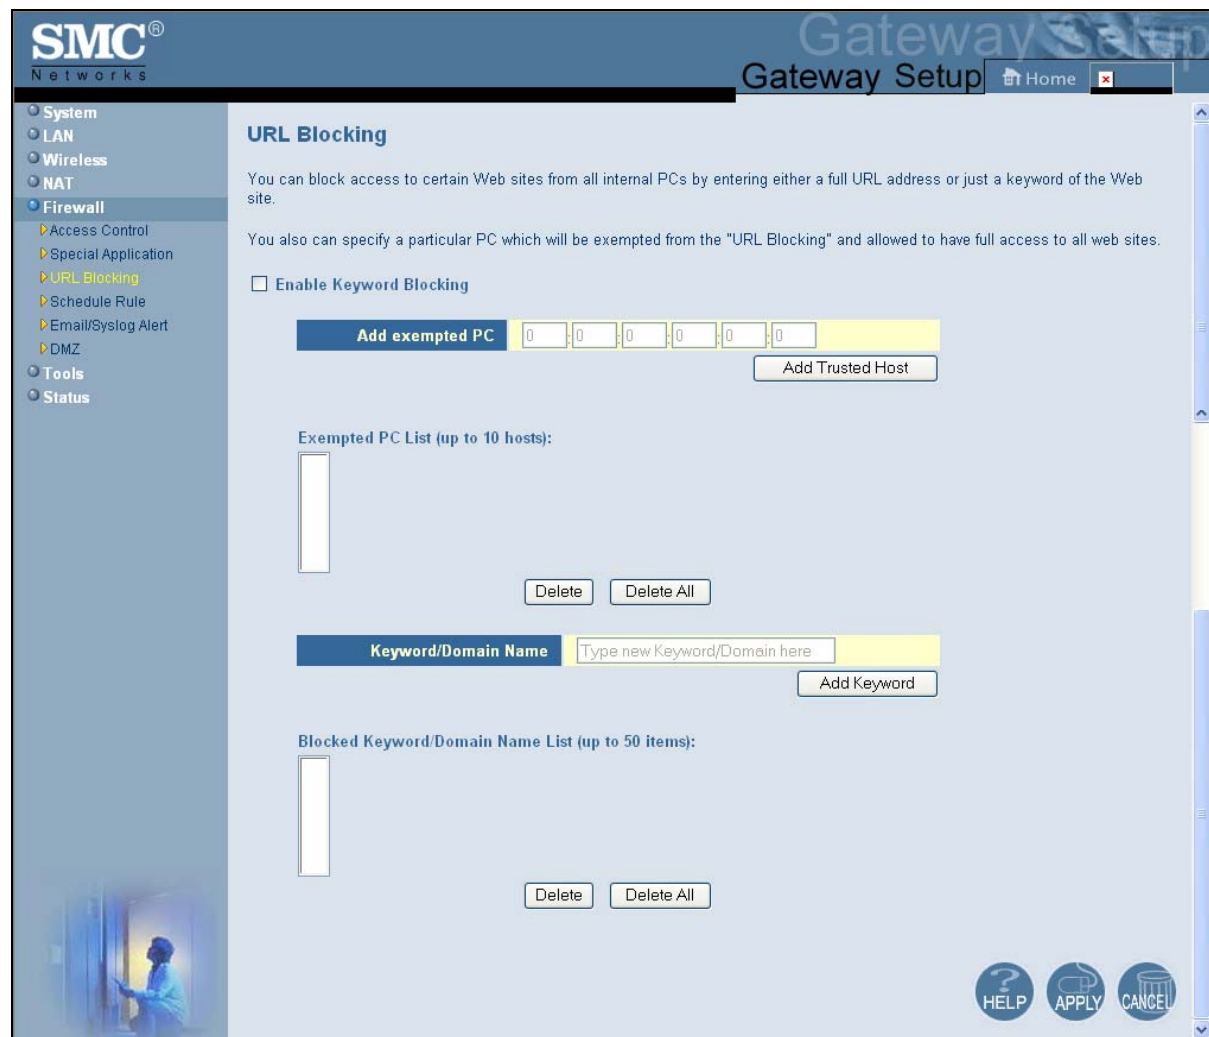 SMC®
Networks
Gateway Setup
Gateway Setup
Home
System
LAN
Wireless
NAT
Firewall
Access Control
Special Application
URL Blocking
Schedule Rule
Email/Syslog Alert
DMZ
Tools
Status
URL Blocking
You can block access to certain Web sites from all internal PCs by entering either a full URL address or just a keyword of the Web
site.
You also can specify a particular PC which will be exempted from the "URL Blocking" and allowed to have full access to all web sites.
Enable Keyword Blocking
Add exempted PC 0 :0 :0 :0 :0 :0
Add Trusted Host
Exempted PC List (up to 10 hosts):
Delete Delete All
Keyword/Domain Name Type new Keyword/Domain here
Add Keyword
Blocked Keyword/Domain Name List (up to 50 items):
Delete Delete All
HELP APPLY CANCEL